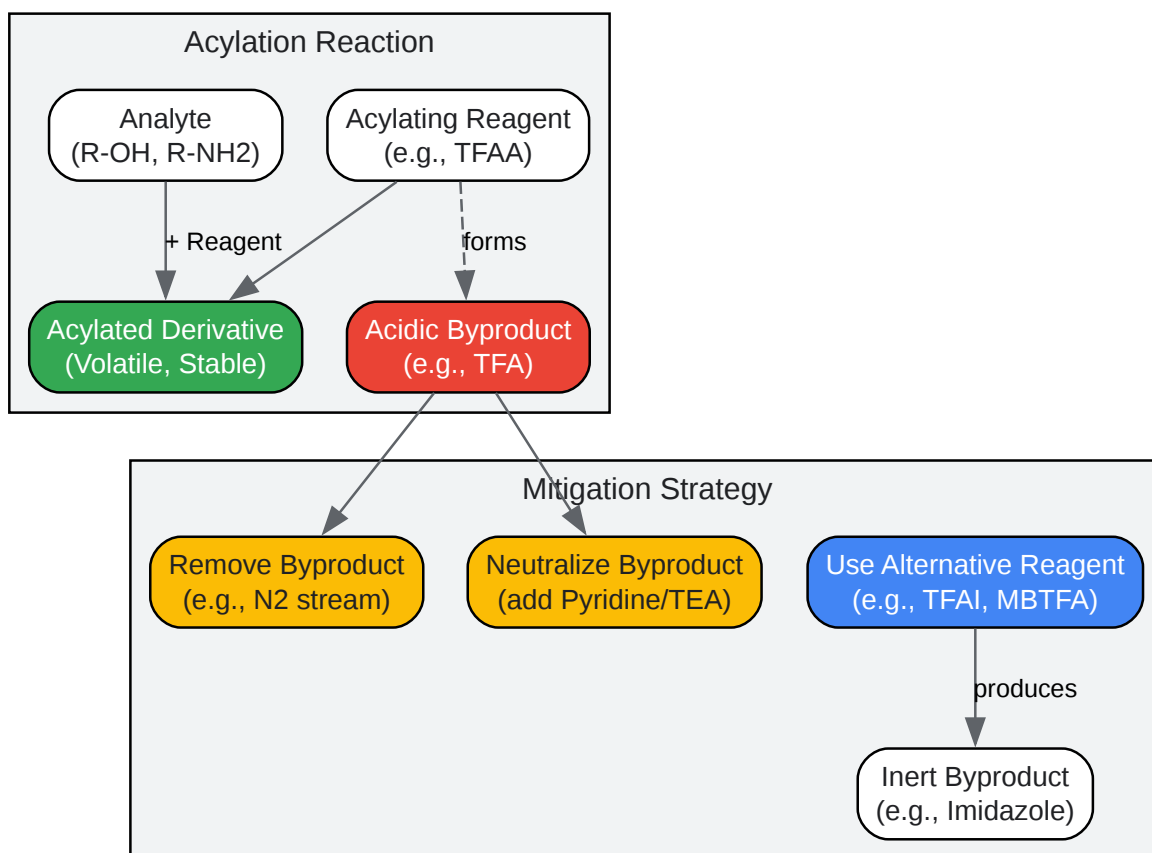 Acylation Reaction
Analyte
(R-OH, R-NH2)
Acylating Reagent
(e.g., TFAA)
+ Reagent
forms
Acylated Derivative
(Volatile, Stable)
Acidic Byproduct
(e.g., TFA)
Mitigation Strategy
Remove Byproduct
(e.g., N2 stream)
Neutralize Byproduct
(add Pyridine/TEA)
Use Alternative Reagent
(e.g., TFAI, MBTFA)
produces
Inert Byproduct
(e.g., Imidazole)